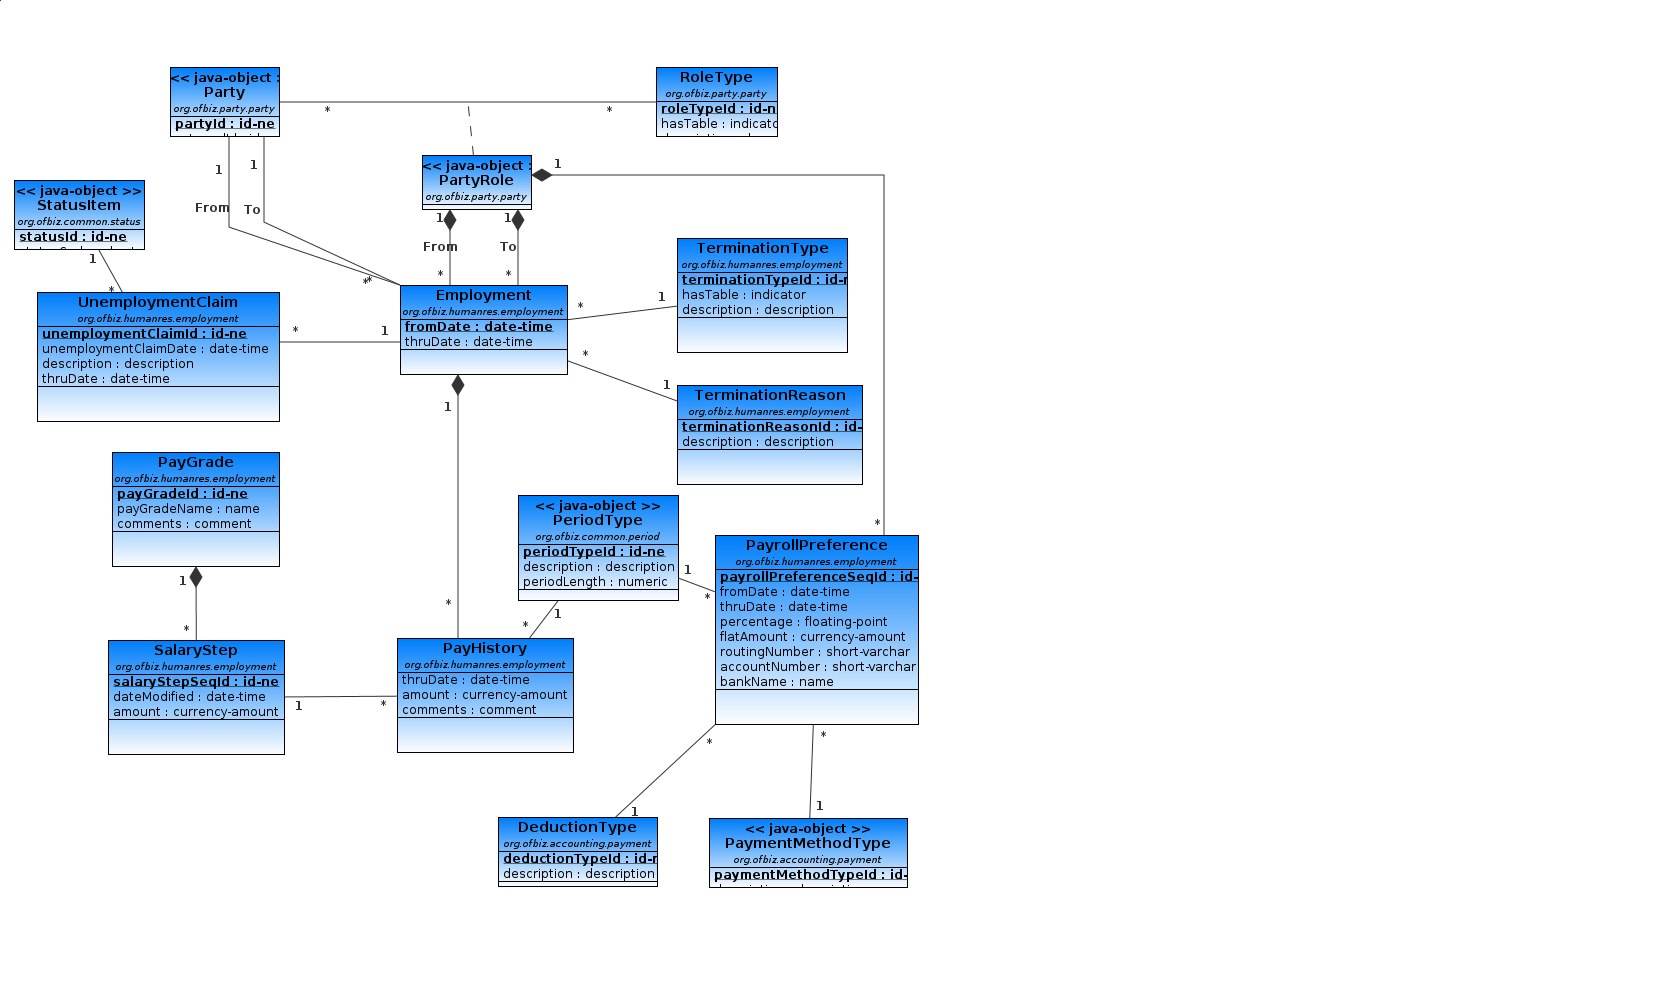 << java-object :
Party
org.ofbiz.party.party
partyId : id-ne
RoleType
org.ofbiz.party.party
roleTypeId : id-n
hasTable : indicato
*
*
<< java-object :
PartyRole
org.ofbiz.party.party
1
1
1
From
To
<< java-object >>
StatusItem
org.ofbiz.common.status
statusId : id-ne
1
*
1
1
From
To
*
*
*
*
TerminationType
org.ofbiz.humanres.employment
terminationTypeId : id-n
hasTable : indicator
description : description
UnemploymentClaim
org.ofbiz.humanres.employment
unemploymentClaimId : id-ne
unemploymentClaimDate : date-time
description : description
thruDate : date-time
*
1
Employment
org.ofbiz.humanres.employment
fromDate : date-time
thruDate : date-time
*
1
*
1
TerminationReason
org.ofbiz.humanres.employment
terminationReasonId : id-
description : description
1
*
PayGrade
org.ofbiz.humanres.employment
payGradeId : id-ne
payGradeName : name
comments : comment
1
*
<< java-object >>
PeriodType
org.ofbiz.common.period
periodTypeId : id-ne
description : description
periodLength : numeric
1
*
1
*
*
PayrollPreference
org.ofbiz.humanres.employment
payrollPreferenceSeqId : id-
fromDate : date-time
thruDate : date-time
percentage : floating-point
flatAmount : currency-amount
routingNumber : short-varchar
accountNumber : short-varchar
bankName : name
SalaryStep
org.ofbiz.humanres.employment
salaryStepSeqId : id-ne
dateModified : date-time
amount : currency-amount
1
*
PayHistory
org.ofbiz.humanres.employment
thruDate : date-time
amount : currency-amount
comments : comment
*
*
1
1
DeductionType
org.ofbiz.accounting.payment
deductionTypeId : id-n
description : description
<< java-object >>
PaymentMethodType
org.ofbiz.accounting.payment
paymentMethodTypeId : id-